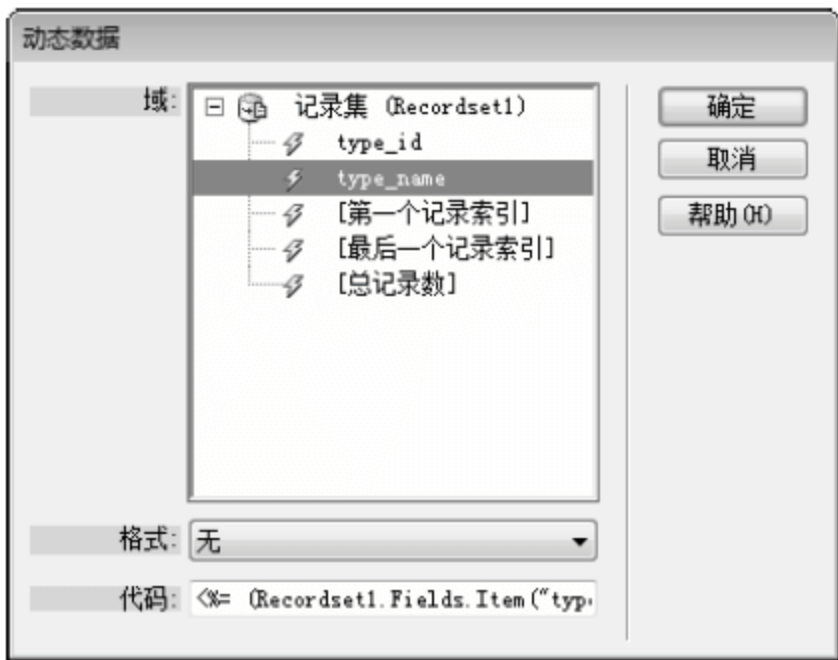 动态数据
域:
记录集 (Recordset1)
type_id
type_name
[第一个记录索引]
[最后一个记录索引]
[总记录数]
确定
取消
帮助(H)
格式: 无
代码: <%= (Recordset1.Fields.Item("typ